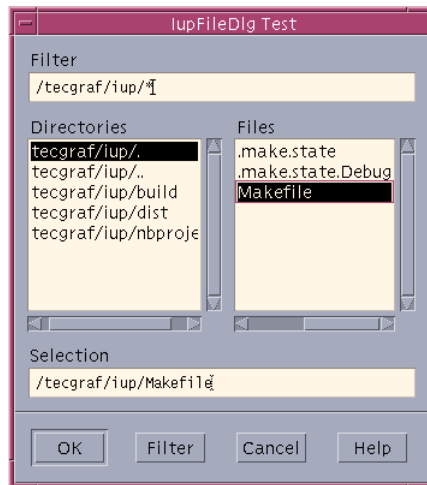 IupFileDlg Test
Filter
/tecgraf/iup/*
Directories
tecgraf/iup/.
tecgraf/iup/..
tecgraf/iup/build
tecgraf/iup/dist
tecgraf/iup/nbproje
Files
.make.state
.make.state.Debug
Makefile
Selection
/tecgraf/iup/Makefile
OK Filter Cancel Help